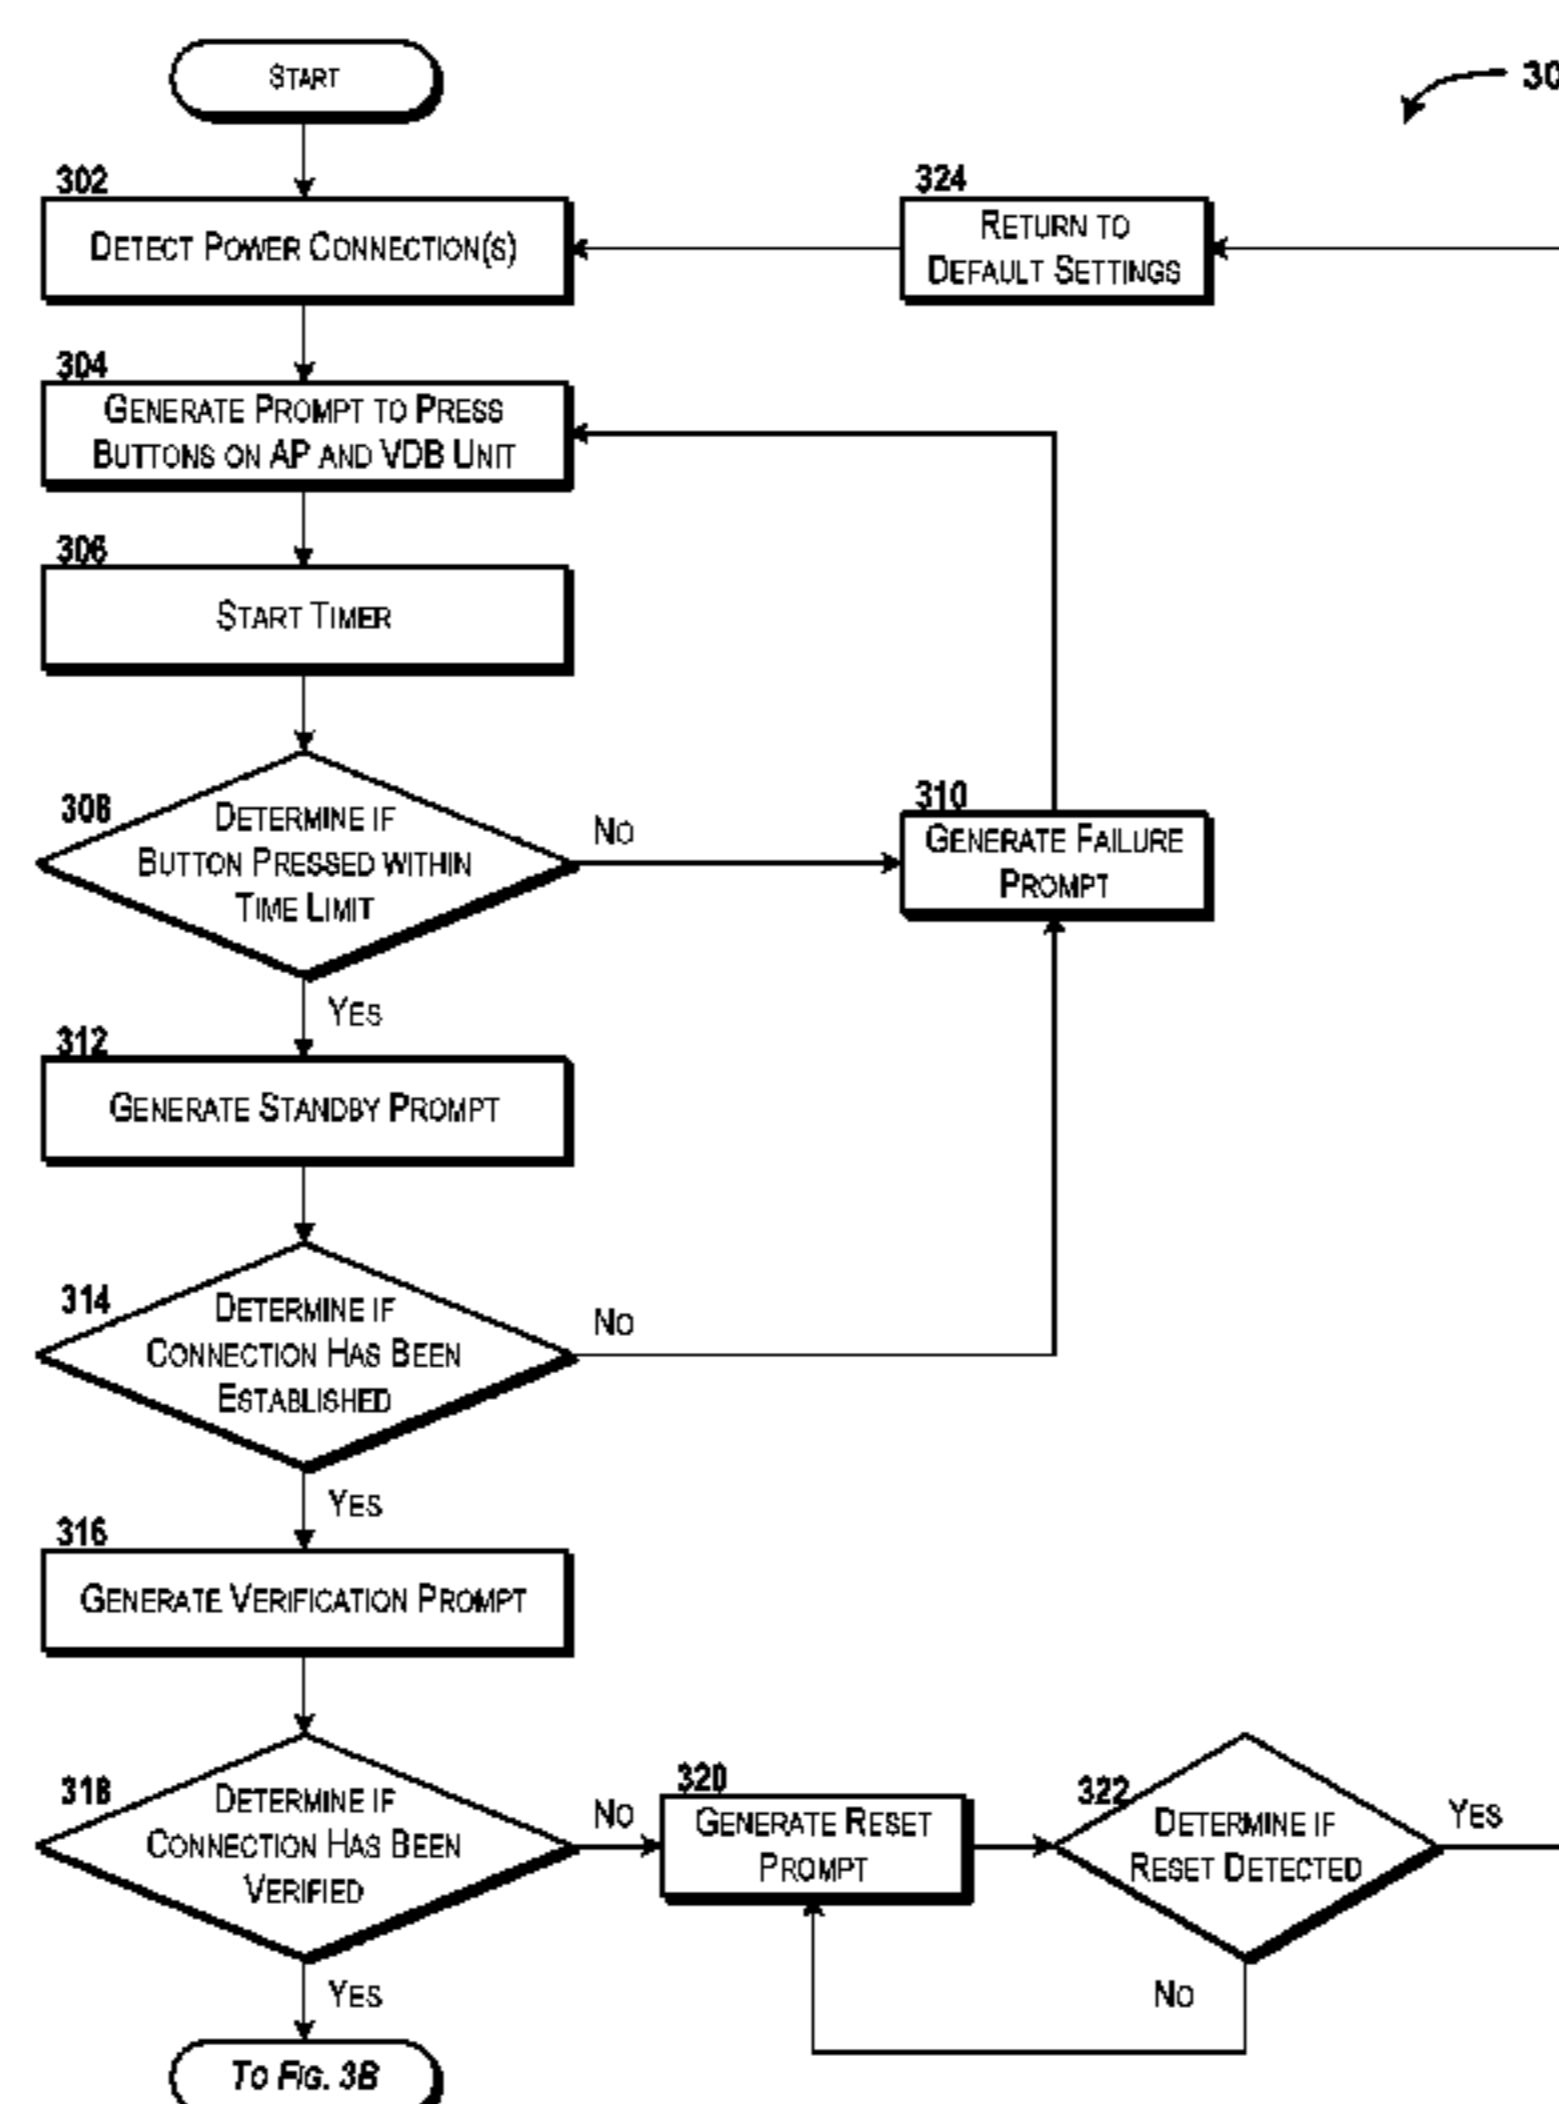 START
30
302
DETECT POWER CONNECTION(S)
324
RETURN TO
DEFAULT SETTINGS
304
GENERATE PROMPT TO PRESS
BUTTONS ON AP AND VDB UNIT
306
START TIMER
308
DETERMINE IF
BUTTON PRESSED WITHIN
TIME LIMIT
NO
310
GENERATE FAILURE
PROMPT
YES
312
GENERATE STANDBY PROMPT
314
DETERMINE IF
CONNECTION HAS BEEN
ESTABLISHED
NO
YES
316
GENERATE VERIFICATION PROMPT
318
DETERMINE IF
CONNECTION HAS BEEN
VERIFIED
NO
320
GENERATE RESET
PROMPT
322
DETERMINE IF
RESET DETECTED
YES
YES
NO
TO FIG. 3B